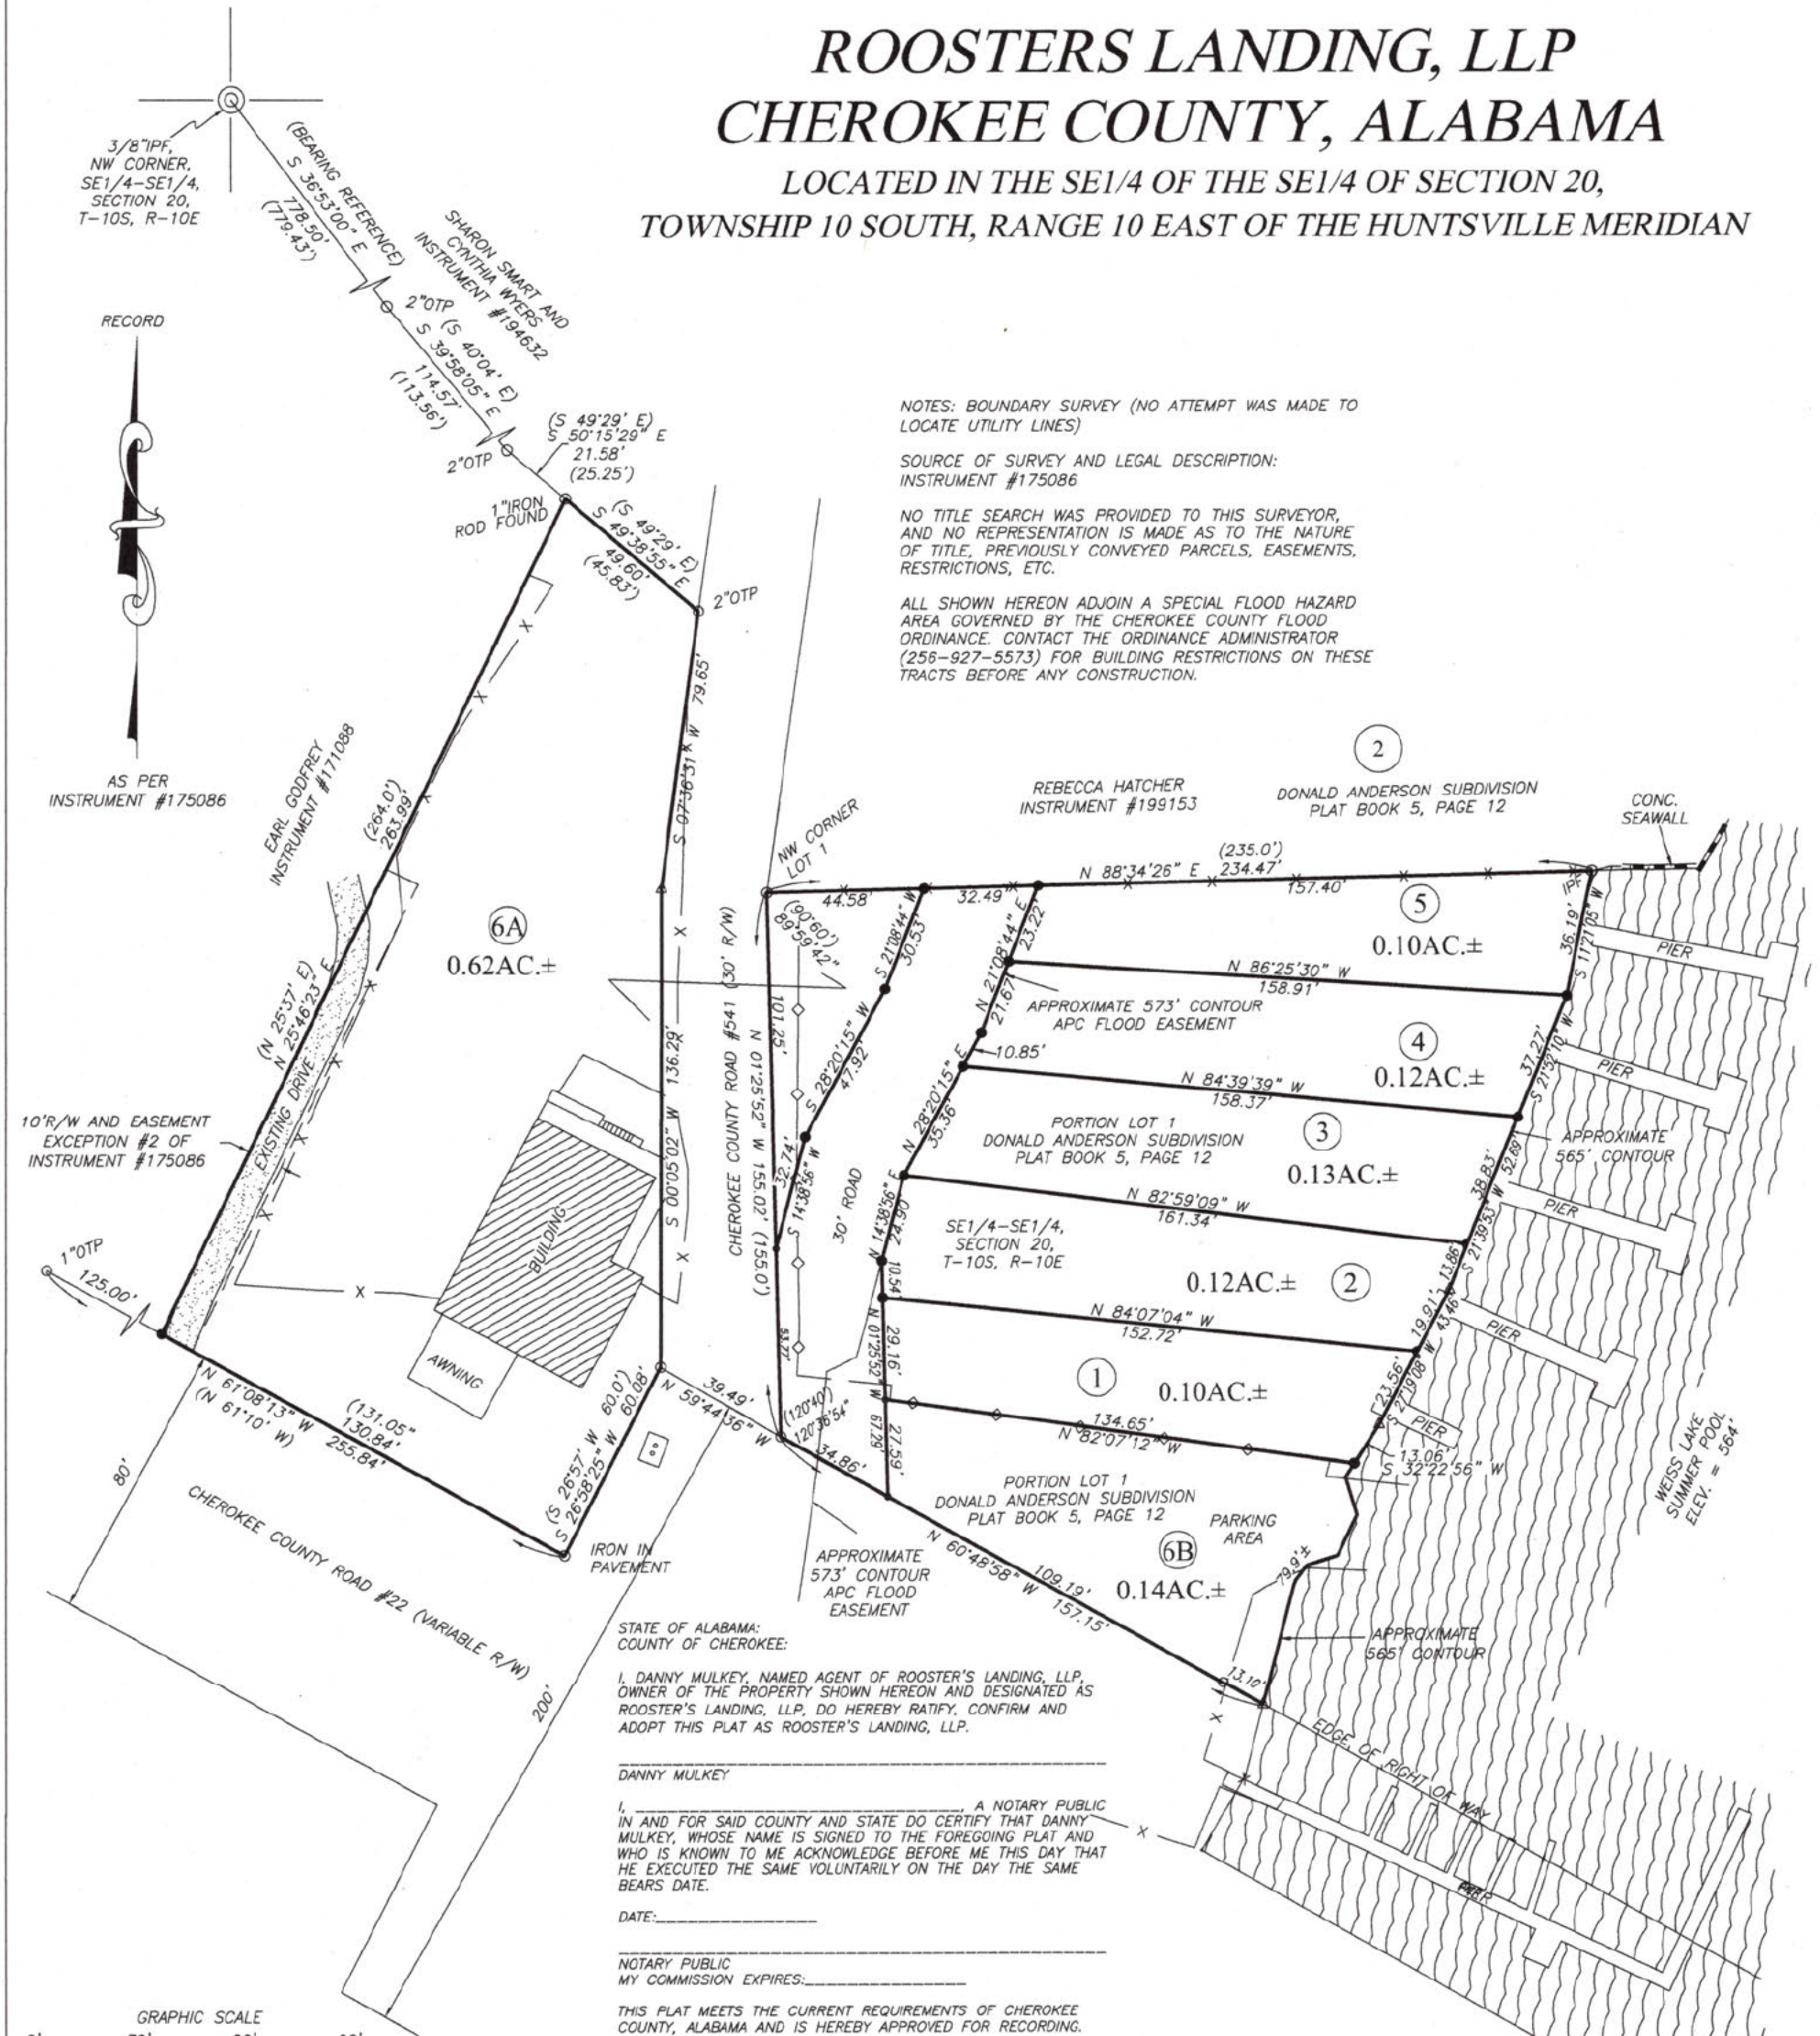 ROOSTERS LANDING, LLP
CHEROKEE COUNTY, ALABAMA
LOCATED IN THE SE1/4 OF THE SE1/4 OF SECTION 20,
TOWNSHIP 10 SOUTH, RANGE 10 EAST OF THE HUNTSVILLE MERIDIAN
3/8"IPF,
NW CORNER,
SE1/4-SE1/4,
SECTION 20,
T-10S, R-10E
(BEARING REFERENCE)
S 36°53'00" E
778.50'
(779.43')
SHARON SMART AND
CYNTHIA WYERS
INSTRUMENT #194632
2"OTP
(S 40°04' E)
S 39°58'05" E
114.57'
(113.56')
2"OTP
(S 49°29' E)
S 50°15'29" E
21.58'
(25.25')
1"IRON
ROD FOUND
(S 49°29' E)
S 49°38'55" E
49.60'
(45.83')
2"OTP
RECORD
AS PER
INSTRUMENT #175086
NOTES: BOUNDARY SURVEY (NO ATTEMPT WAS MADE TO
LOCATE UTILITY LINES)
SOURCE OF SURVEY AND LEGAL DESCRIPTION:
INSTRUMENT #175086
NO TITLE SEARCH WAS PROVIDED TO THIS SURVEYOR,
AND NO REPRESENTATION IS MADE AS TO THE NATURE
OF TITLE, PREVIOUSLY CONVEYED PARCELS, EASEMENTS,
RESTRICTIONS, ETC.
ALL SHOWN HEREON ADJOIN A SPECIAL FLOOD HAZARD
AREA GOVERNED BY THE CHEROKEE COUNTY FLOOD
ORDINANCE. CONTACT THE ORDINANCE ADMINISTRATOR
(256-927-5573) FOR BUILDING RESTRICTIONS ON THESE
TRACTS BEFORE ANY CONSTRUCTION.
EARL GODFREY
INSTRUMENT #171088
(264.0')
263.99'
(N 25°37' E)
N 25°46'23" E
EXISTING DRIVE
10'R/W AND EASEMENT
EXCEPTION #2 OF
INSTRUMENT #175086
6A
0.62AC.±
S 07°36'31" W 79.65'
S 00°05'02" W 136.29'
BUILDING
AWNING
1"OTP
125.00'
N 61°08'13" W
(N 61°10' W)
(131.05"
130.84'
255.84'
(S 26°57' W 60.0')
S 26°58'25" W 60.08'
IRON IN
PAVEMENT
80'
CHEROKEE COUNTY ROAD #22 (VARIABLE R/W)
200'
CHEROKEE COUNTY ROAD #541 (30' R/W)
N 01°25'52" W 155.02' (155.0')
39.49'
N 59°44'36" W
NW CORNER
LOT 1
(90°60')
89°59'42"
101.25'
53.77'
32.74'
S 14°38'56" W
S 28°20'15" W
47.92'
S 21°08'44" W
30.53'
44.58'
32.49'
30' ROAD
(120°40')
120°36'54"
34.86'
REBECCA HATCHER
INSTRUMENT #199153
2
DONALD ANDERSON SUBDIVISION
PLAT BOOK 5, PAGE 12
CONC.
SEAWALL
(235.0')
N 88°34'26" E 234.47'
157.40'
IPF
5
0.10AC.±
N 21°08'44" E
23.22'
21.67'
36.19'
S 11°21'05" W
PIER
N 86°25'30" W
158.91'
APPROXIMATE 573' CONTOUR
APC FLOOD EASEMENT
4
0.12AC.±
10.85'
37.27'
S 21°52'10" W
PIER
N 84°39'39" W
158.37'
N 28°20'15" E
35.36'
PORTION LOT 1
DONALD ANDERSON SUBDIVISION
PLAT BOOK 5, PAGE 12
3
0.13AC.±
APPROXIMATE
565' CONTOUR
38.83'
S 21°39'53" W 52.69'
13.86'
PIER
N 82°59'09" W
161.34'
N 14°38'56" E
24.90'
SE1/4-SE1/4,
SECTION 20,
T-10S, R-10E
0.12AC.±
2
10.54'
19.91'
S 27°19'08" W 43.46'
23.56'
PIER
N 84°07'04" W
152.72'
N 01°25'52" W 67.29'
29.16'
27.59'
1
0.10AC.±
134.65'
N 82°07'12" W
PIER
13.06'
S 32°22'56" W
WEISS LAKE
SUMMER POOL
ELEV. = 564'
PORTION LOT 1
DONALD ANDERSON SUBDIVISION
PLAT BOOK 5, PAGE 12
PARKING
AREA
6B
0.14AC.±
79.9'±
N 60°48'58" W
109.19'
157.15'
13.10'
APPROXIMATE
565' CONTOUR
APPROXIMATE
573' CONTOUR
APC FLOOD
EASEMENT
EDGE OF RIGHT OF WAY
STATE OF ALABAMA:
COUNTY OF CHEROKEE:
I, DANNY MULKEY, NAMED AGENT OF ROOSTER'S LANDING, LLP,
OWNER OF THE PROPERTY SHOWN HEREON AND DESIGNATED AS
ROOSTER'S LANDING, LLP, DO HEREBY RATIFY, CONFIRM AND
ADOPT THIS PLAT AS ROOSTER'S LANDING, LLP.
DANNY MULKEY
I, ____________________, A NOTARY PUBLIC
IN AND FOR SAID COUNTY AND STATE DO CERTIFY THAT DANNY
MULKEY, WHOSE NAME IS SIGNED TO THE FOREGOING PLAT AND
WHO IS KNOWN TO ME ACKNOWLEDGE BEFORE ME THIS DAY THAT
HE EXECUTED THE SAME VOLUNTARILY ON THE DAY THE SAME
BEARS DATE.
DATE:_______________
NOTARY PUBLIC
MY COMMISSION EXPIRES:_______________
THIS PLAT MEETS THE CURRENT REQUIREMENTS OF CHEROKEE
COUNTY, ALABAMA AND IS HEREBY APPROVED FOR RECORDING.
GRAPHIC SCALE